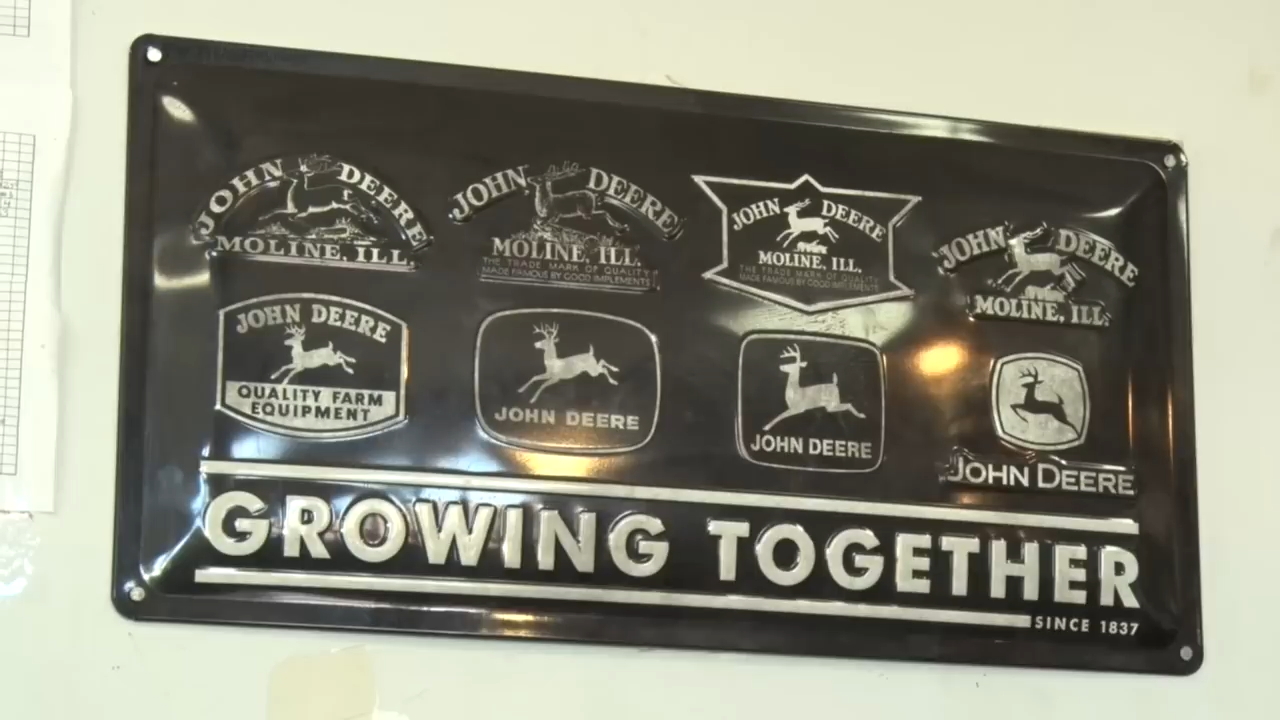 JOHN DEERE
MOLINE, ILL.
JOHN DEERE
MOLINE, ILL.
THE TRADE MARK OF QUALITY
MADE FAMOUS BY GOOD IMPLEMENTS
JOHN DEERE
MOLINE, ILL.
THE TRADE MARK OF QUALITY
MADE FAMOUS BY GOOD IMPLEMENTS
JOHN DEERE
MOLINE, ILL.
JOHN DEERE
QUALITY FARM
EQUIPMENT
JOHN DEERE
JOHN DEERE
JOHN DEERE
GROWING TOGETHER
SINCE 1837